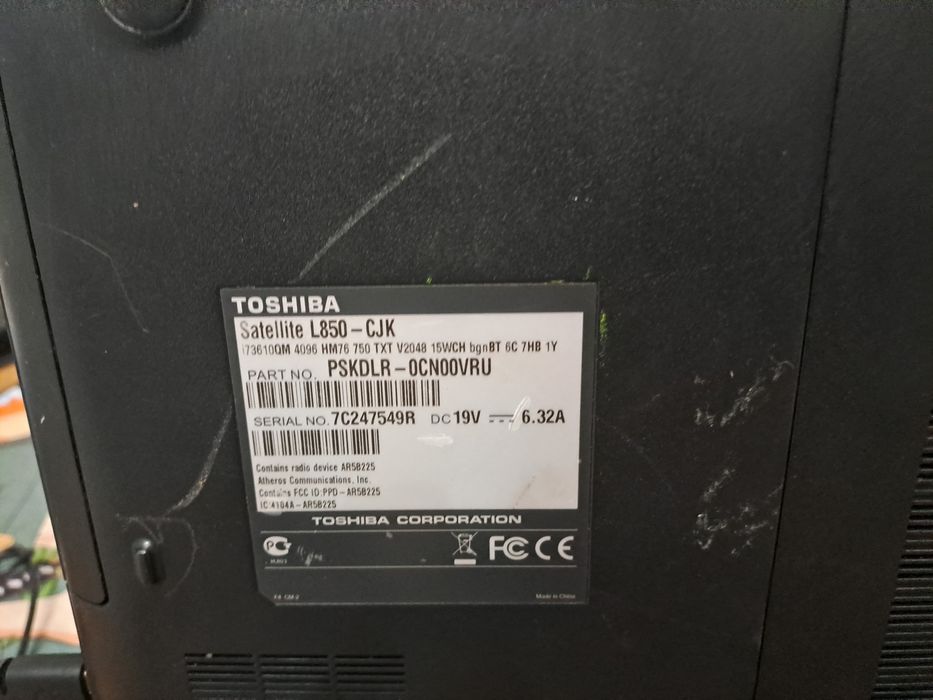 TOSHIBA
Satellite L850-CJK
i73610QM 4096 HM76 750 TXT V2048 15WCH bgnBT 6C 7HB 1Y
PART NO. PSKDLR-0CN00VRU
SERIAL NO. 7C247549R DC 19V 6.32A
Contains radio device AR5B225
Atheros Communications, Inc.
Contains FCC ID:PPD-AR5B225
IC:4104A-AR5B225
TOSHIBA CORPORATION
FC CE
Made in China